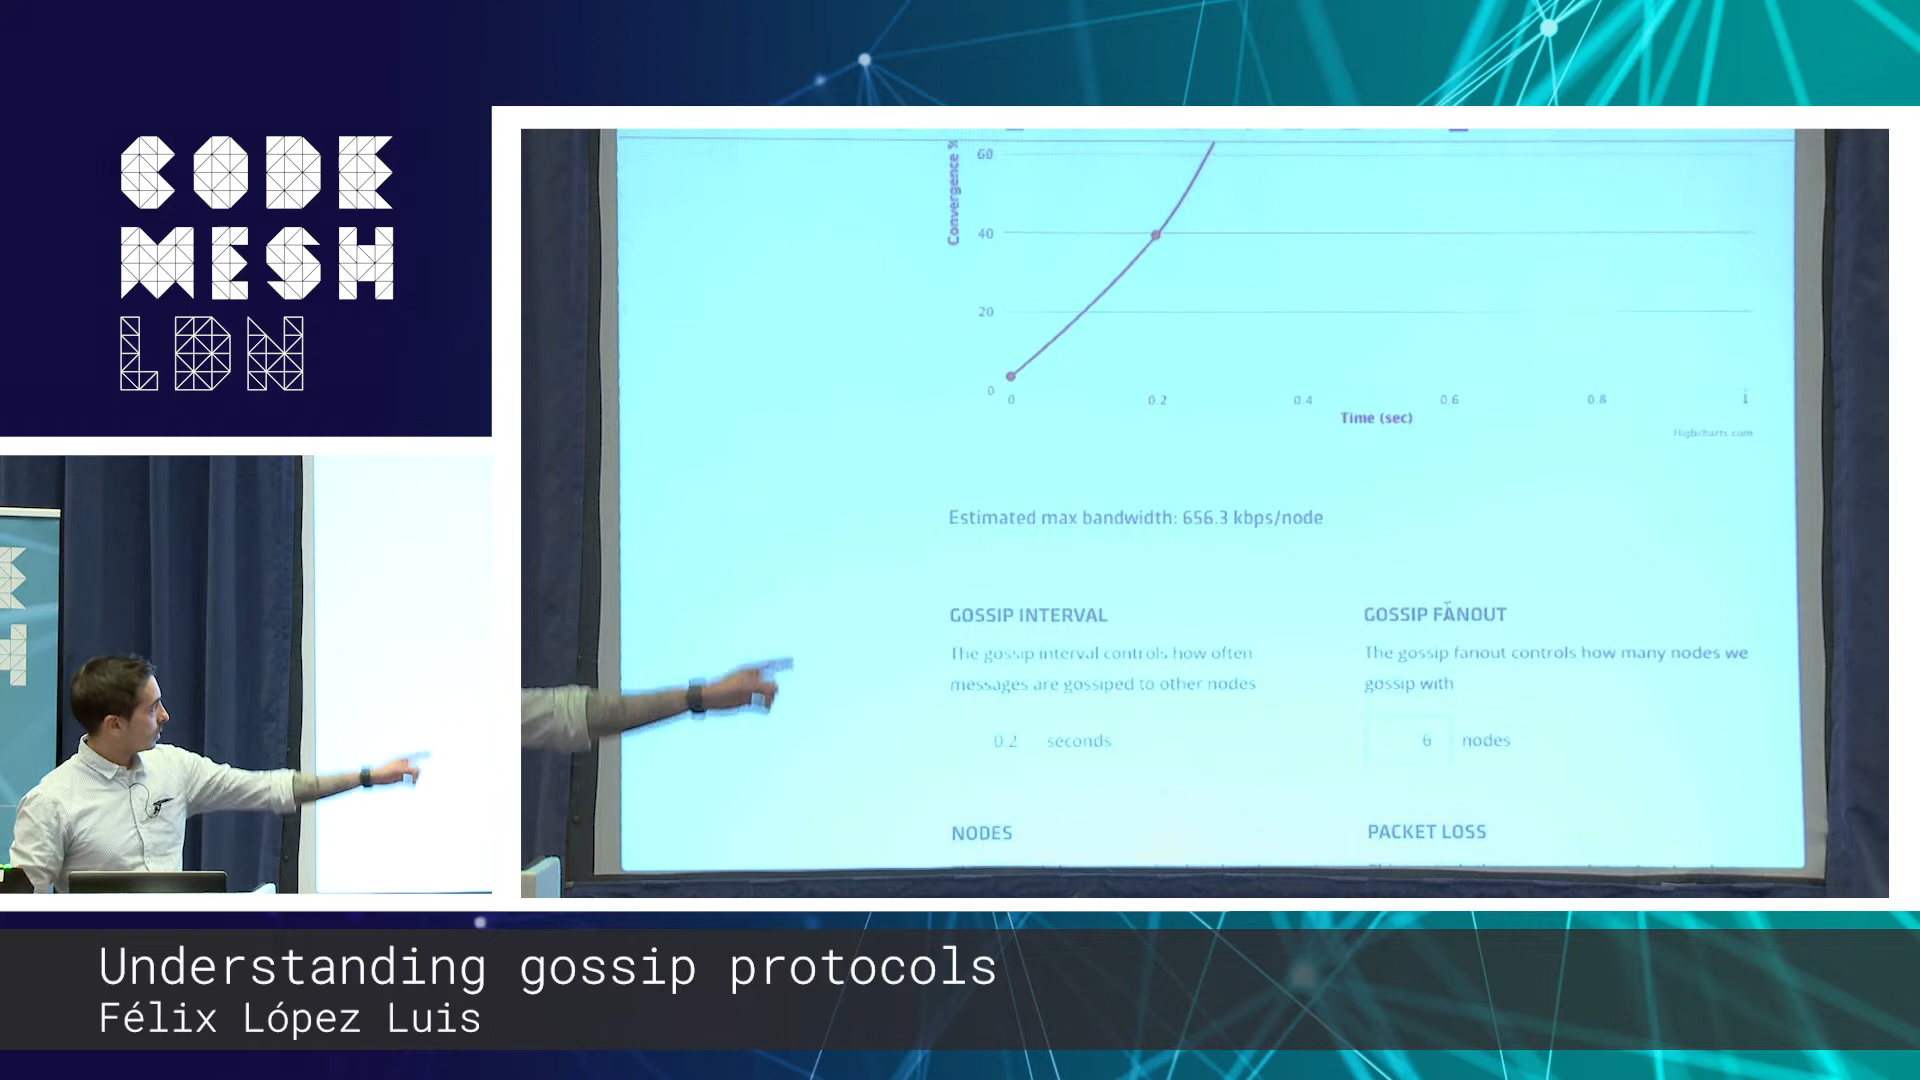 CODE
MESH
LDN
Convergence %
60
40
20
0
0 0.2 0.4 0.6 0.8 1
Time (sec)
Highcharts.com
Estimated max bandwidth: 656.3 kbps/node
GOSSIP INTERVAL
The gossip interval controls how often
messages are gossiped to other nodes
0.2 seconds
GOSSIP FANOUT
The gossip fanout controls how many nodes we
gossip with
6 nodes
NODES
PACKET LOSS
Understanding gossip protocols
Félix López Luis